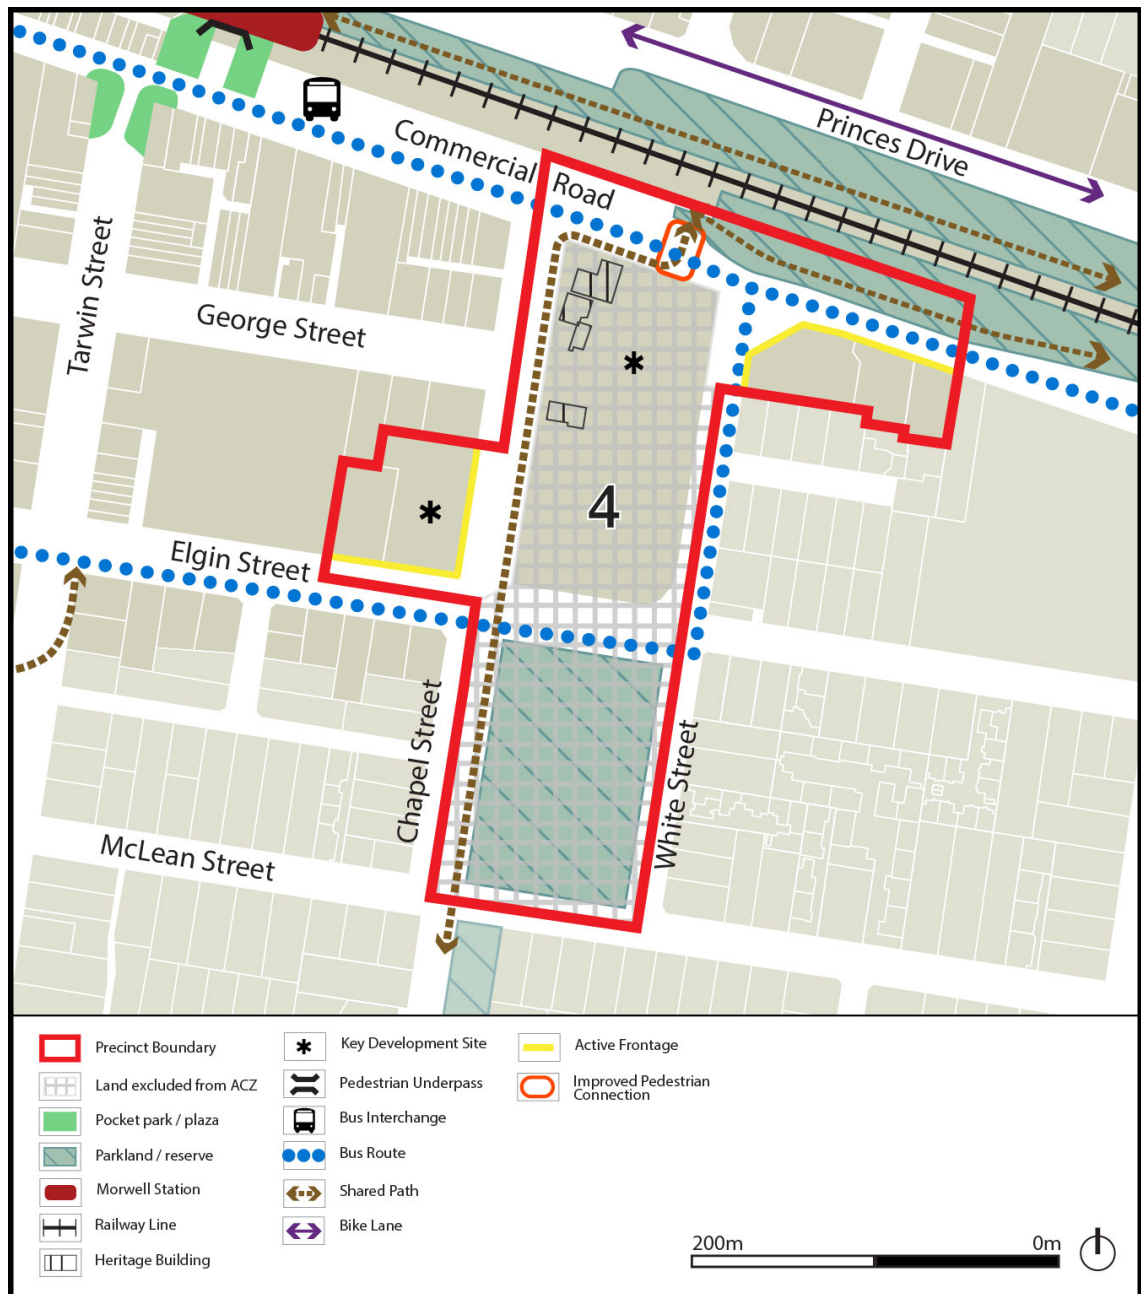 Princes Drive
Commercial
Road
Tarwin Street
George Street
4
Elgin Street
Chapel Street
White Street
McLean Street
Precinct Boundary
Land excluded from ACZ
Pocket park / plaza
Parkland / reserve
Morwell Station
Railway Line
Heritage Building
Key Development Site
Pedestrian Underpass
Bus Interchange
Bus Route
Shared Path
Bike Lane
Active Frontage
Improved Pedestrian
Connection
200m
0m